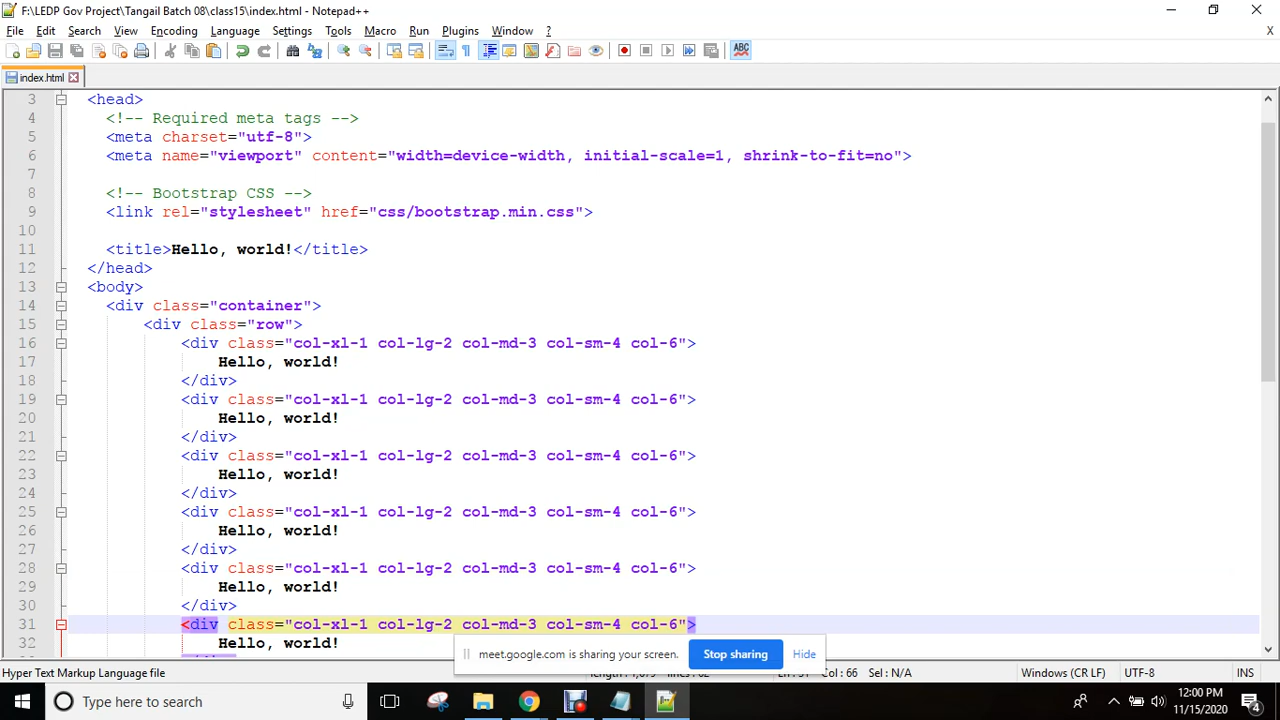 F:\LEDP Gov Project\Tangail Batch 08\class15\index.html - Notepad++
File Edit Search View Encoding Language Settings Tools Macro Run Plugins Window ? X
ABC
index.html
3 <head>
4 <!-- Required meta tags -->
5 <meta charset="utf-8">
6 <meta name="viewport" content="width=device-width, initial-scale=1, shrink-to-fit=no">
7
8 <!-- Bootstrap CSS -->
9 <link rel="stylesheet" href="css/bootstrap.min.css">
10
11 <title>Hello, world!</title>
12 </head>
13 <body>
14 <div class="container">
15 <div class="row">
16 <div class="col-xl-1 col-lg-2 col-md-3 col-sm-4 col-6">
17 Hello, world!
18 </div>
19 <div class="col-xl-1 col-lg-2 col-md-3 col-sm-4 col-6">
20 Hello, world!
21 </div>
22 <div class="col-xl-1 col-lg-2 col-md-3 col-sm-4 col-6">
23 Hello, world!
24 </div>
25 <div class="col-xl-1 col-lg-2 col-md-3 col-sm-4 col-6">
26 Hello, world!
27 </div>
28 <div class="col-xl-1 col-lg-2 col-md-3 col-sm-4 col-6">
29 Hello, world!
30 </div>
31 <div class="col-xl-1 col-lg-2 col-md-3 col-sm-4 col-6">
32 Hello, world!
meet.google.com is sharing your screen. Stop sharing Hide
Hyper Text Markup Language file Col : 66 Sel : N/A Windows (CR LF) UTF-8 INS
Type here to search
12:00 PM
11/15/2020
4